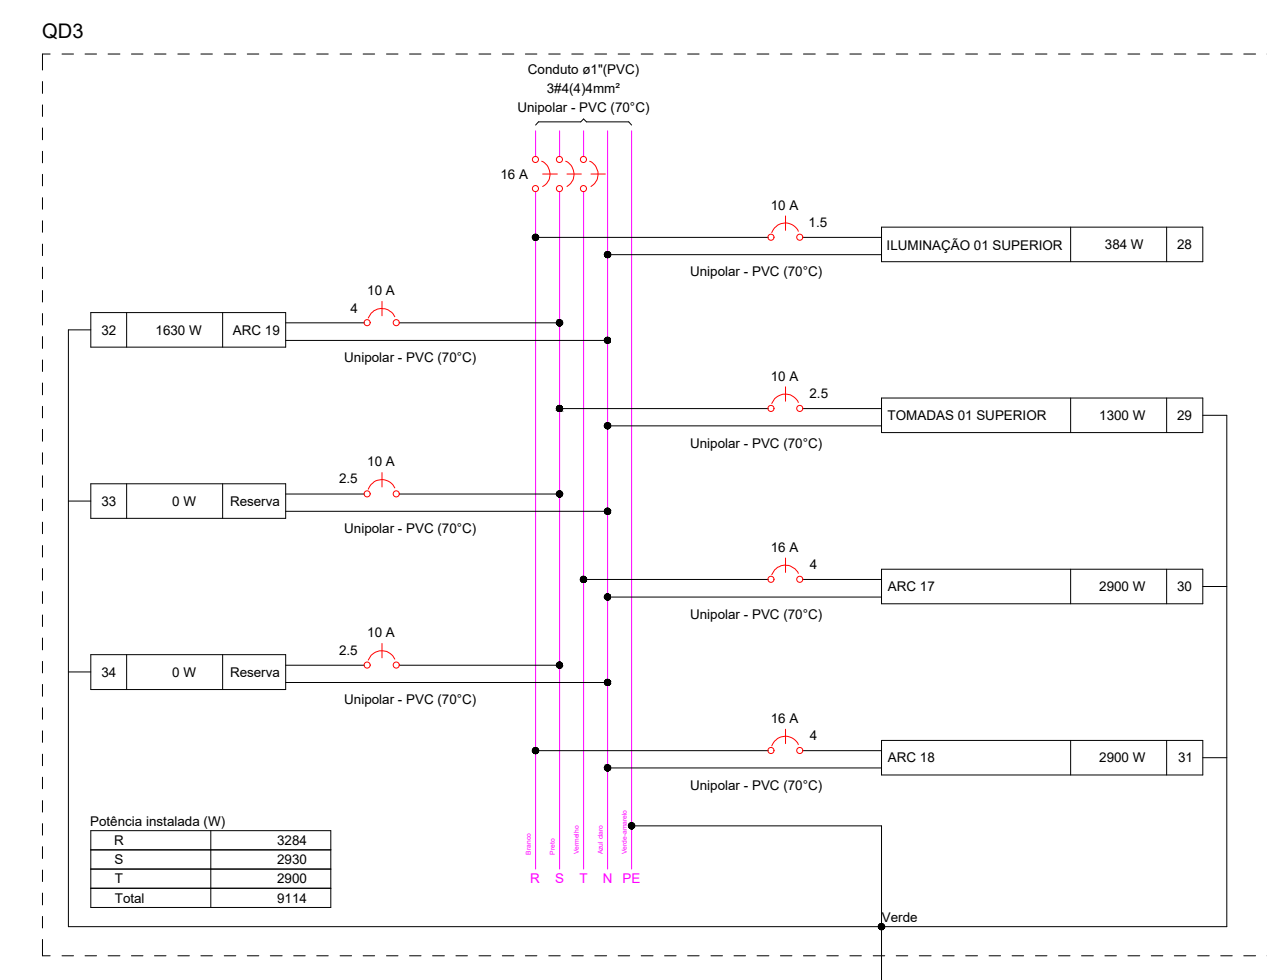 QD3
Conduto ø1"(PVC)
3#4(4)4mm²
Unipolar - PVC (70°C)
16 A
10 A
1.5
ILUMINAÇÃO 01 SUPERIOR 384 W 28
Unipolar - PVC (70°C)
10 A
4
32 1630 W ARC 19
Unipolar - PVC (70°C)
10 A
2.5
TOMADAS 01 SUPERIOR 1300 W 29
Unipolar - PVC (70°C)
10 A
2.5
33 0 W Reserva
Unipolar - PVC (70°C)
16 A
4
ARC 17 2900 W 30
Unipolar - PVC (70°C)
10 A
2.5
34 0 W Reserva
Unipolar - PVC (70°C)
16 A
4
ARC 18 2900 W 31
Unipolar - PVC (70°C)
Potência instalada (W)
R 3284
S 2930
T 2900
Total 9114
Branco
Preto
Vermelho
Azul claro
Verde-amarelo
R S T N PE
Verde